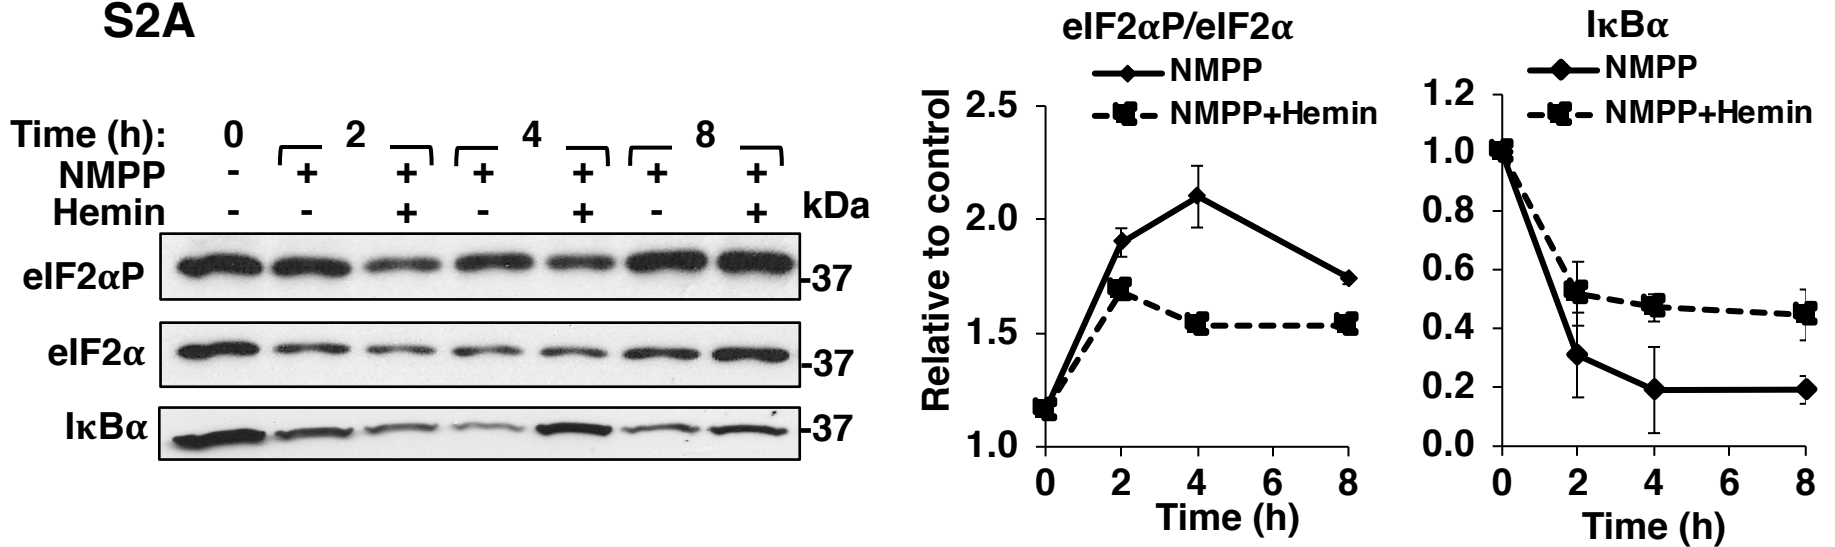 S2A
Time (h): 0 2 4 8
NMPP - + + + + + +
Hemin - - + - + - + kDa
eIF2αP -37
eIF2α -37
IκBα -37
eIF2αP/eIF2α
NMPP
NMPP+Hemin
Relative to control
2.5
2.0
1.5
1.0
0 2 4 6 8
Time (h)
IκBα
NMPP
NMPP+Hemin
1.2
1.0
0.8
0.6
0.4
0.2
0.0
0 2 4 6 8
Time (h)